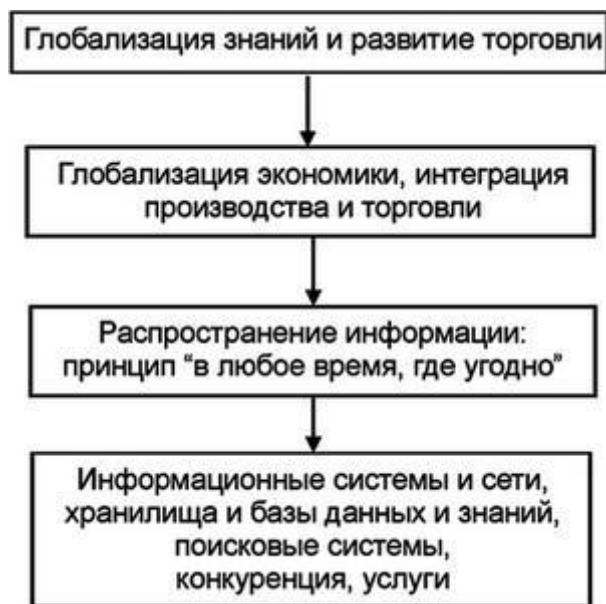 Глобализация знаний и развитие торговли
Глобализация экономики, интеграция
производства и торговли
Распространение информации:
принцип “в любое время, где угодно”
Информационные системы и сети,
хранилища и базы данных и знаний,
поисковые системы,
конкуренция, услуги